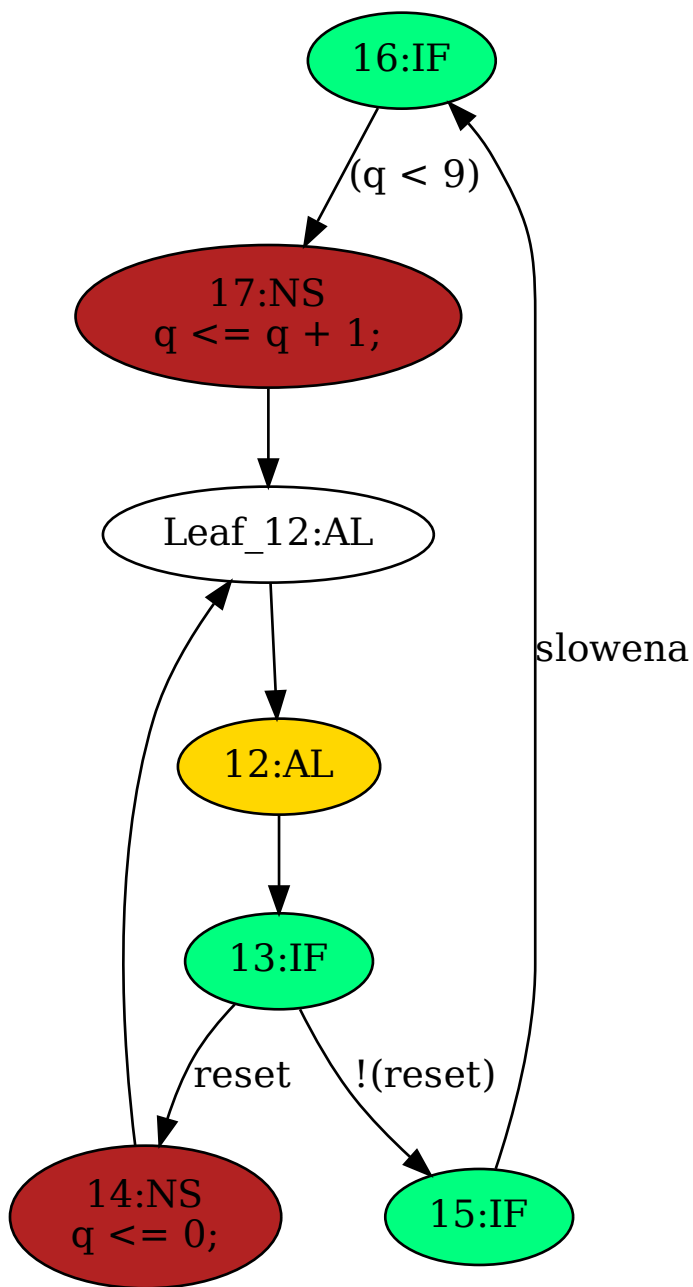 16:IF
(q < 9)
17:NS
q <= q + 1;
Leaf_12:AL
slowena
12:AL
13:IF
reset
!(reset)
14:NS
q <= 0;
15:IF